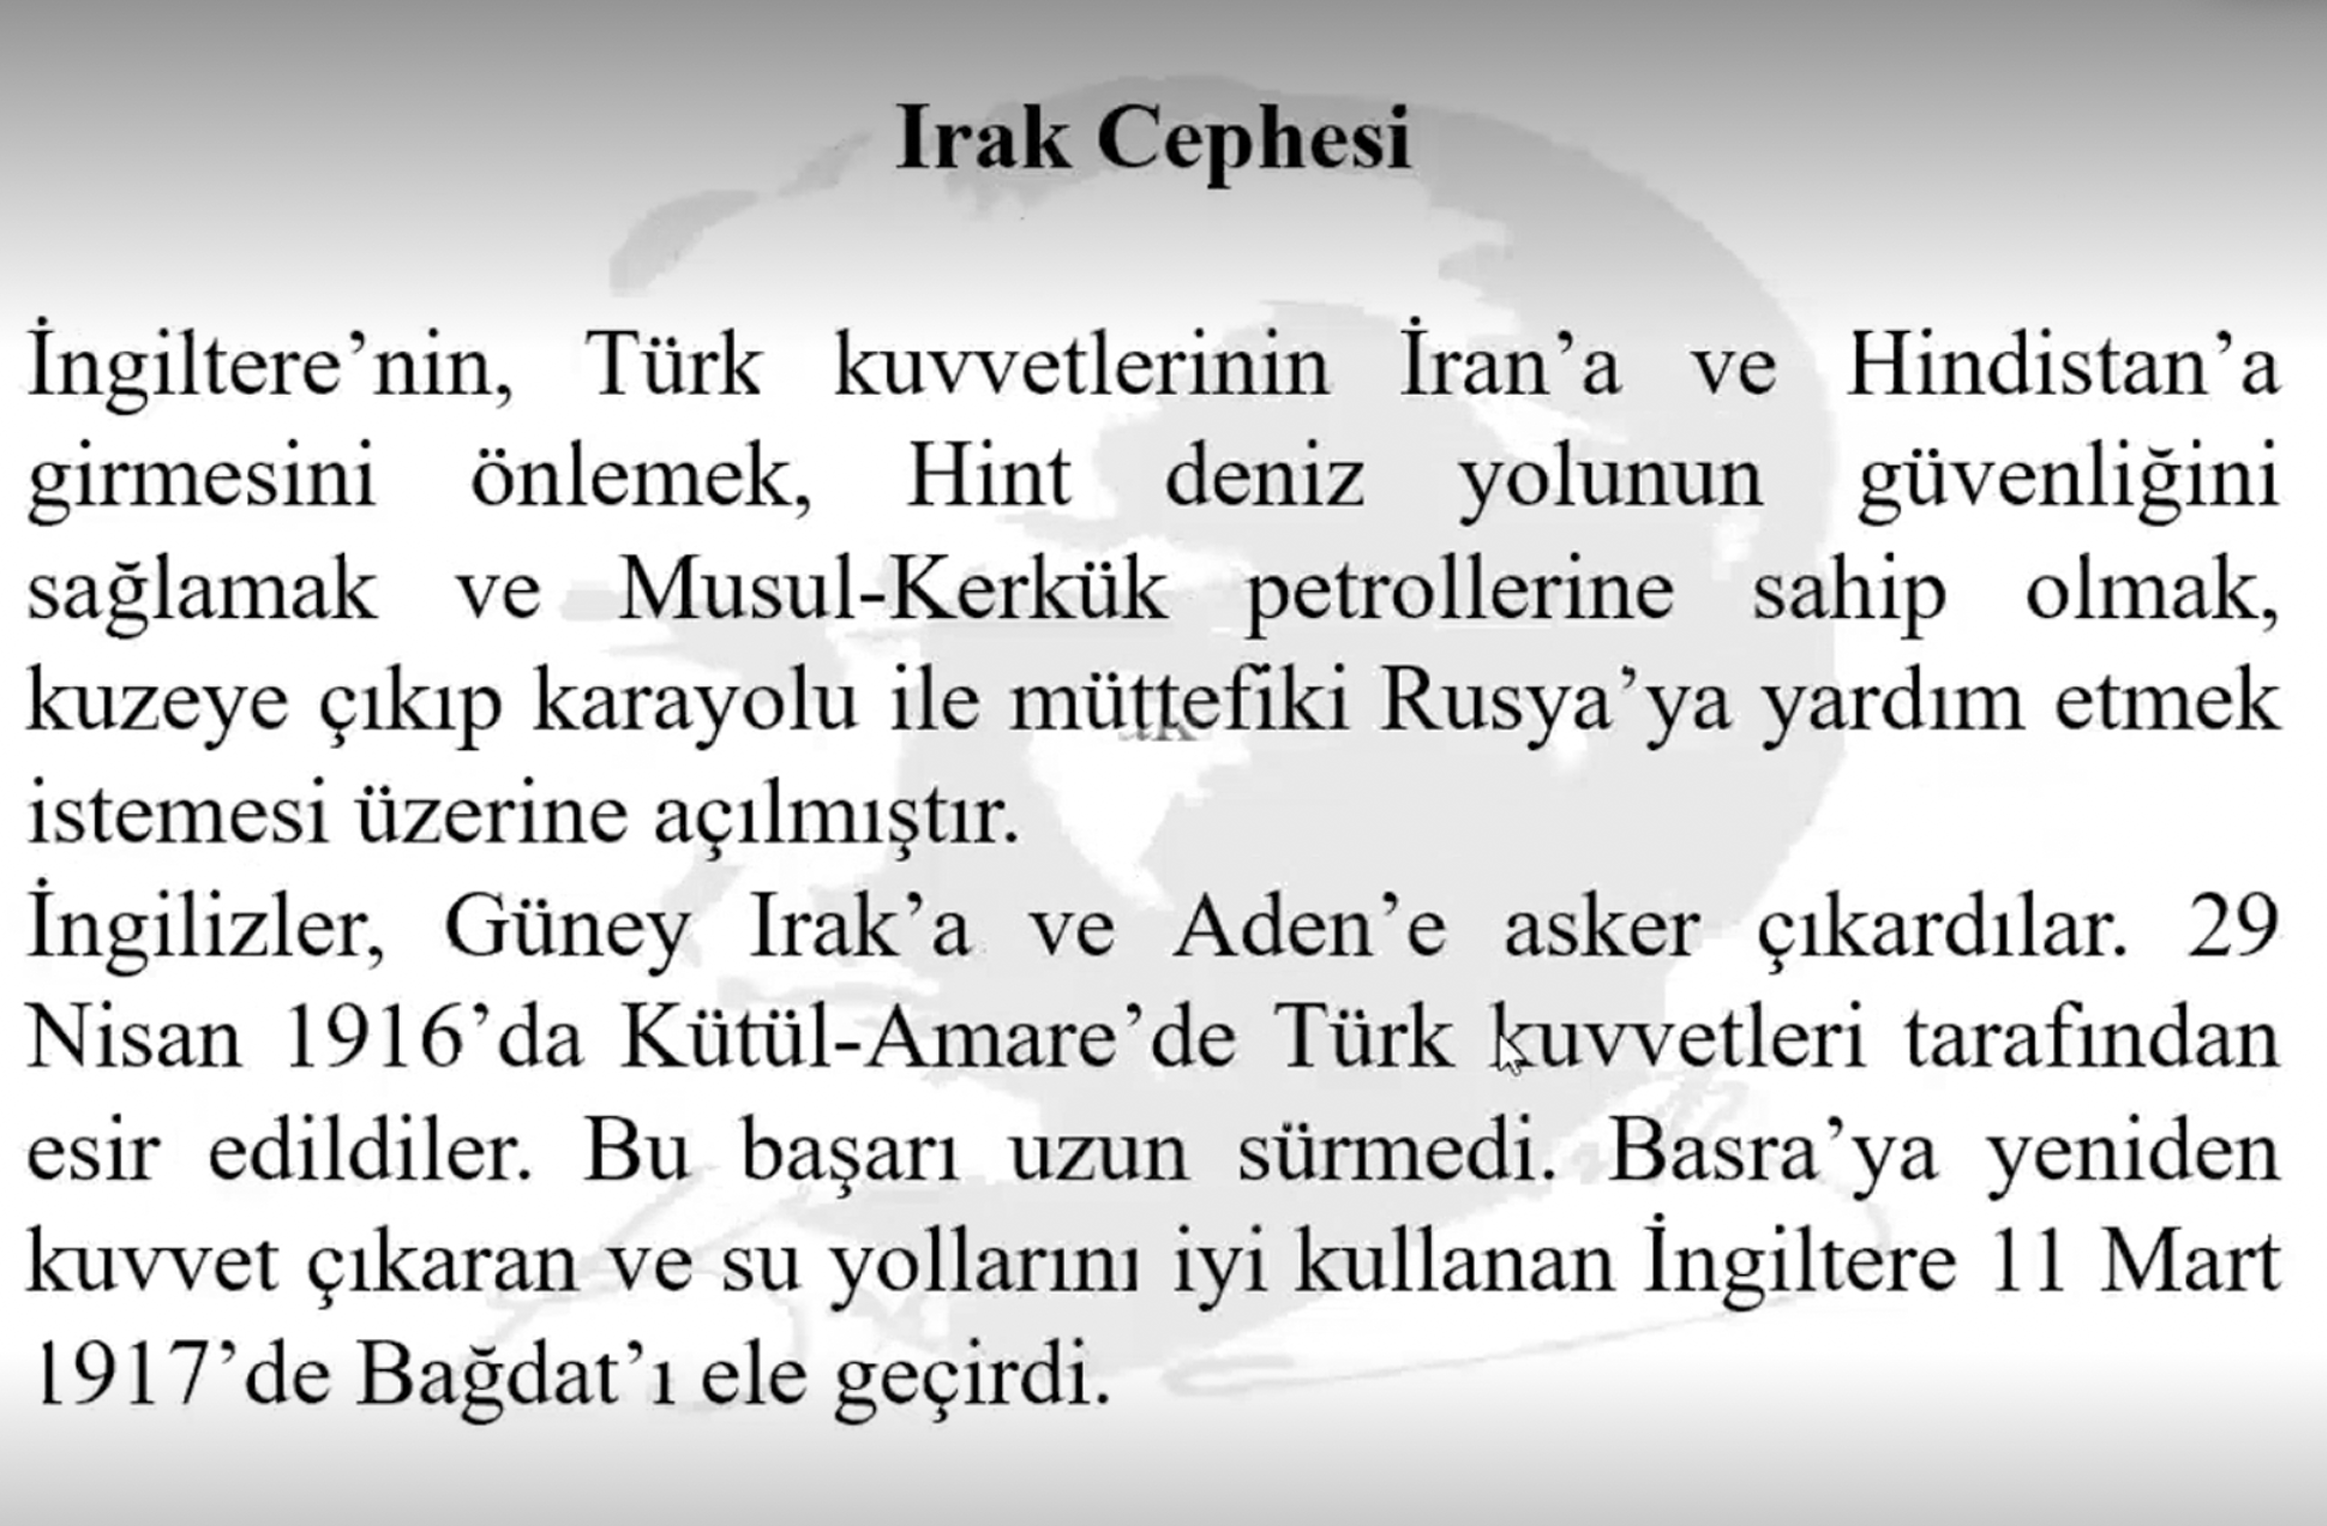 Irak Cephesi
İngiltere’nin, Türk kuvvetlerinin İran’a ve Hindistan’a
girmesini önlemek, Hint deniz yolunun güvenliğini
sağlamak ve Musul-Kerkük petrollerine sahip olmak,
kuzeye çıkıp karayolu ile müttefiki Rusya’ya yardım etmek
istemesi üzerine açılmıştır.
İngilizler, Güney Irak’a ve Aden’e asker çıkardılar. 29
Nisan 1916’da Kütül-Amare’de Türk kuvvetleri tarafından
esir edildiler. Bu başarı uzun sürmedi. Basra’ya yeniden
kuvvet çıkaran ve su yollarını iyi kullanan İngiltere 11 Mart
1917’de Bağdat’ı ele geçirdi.